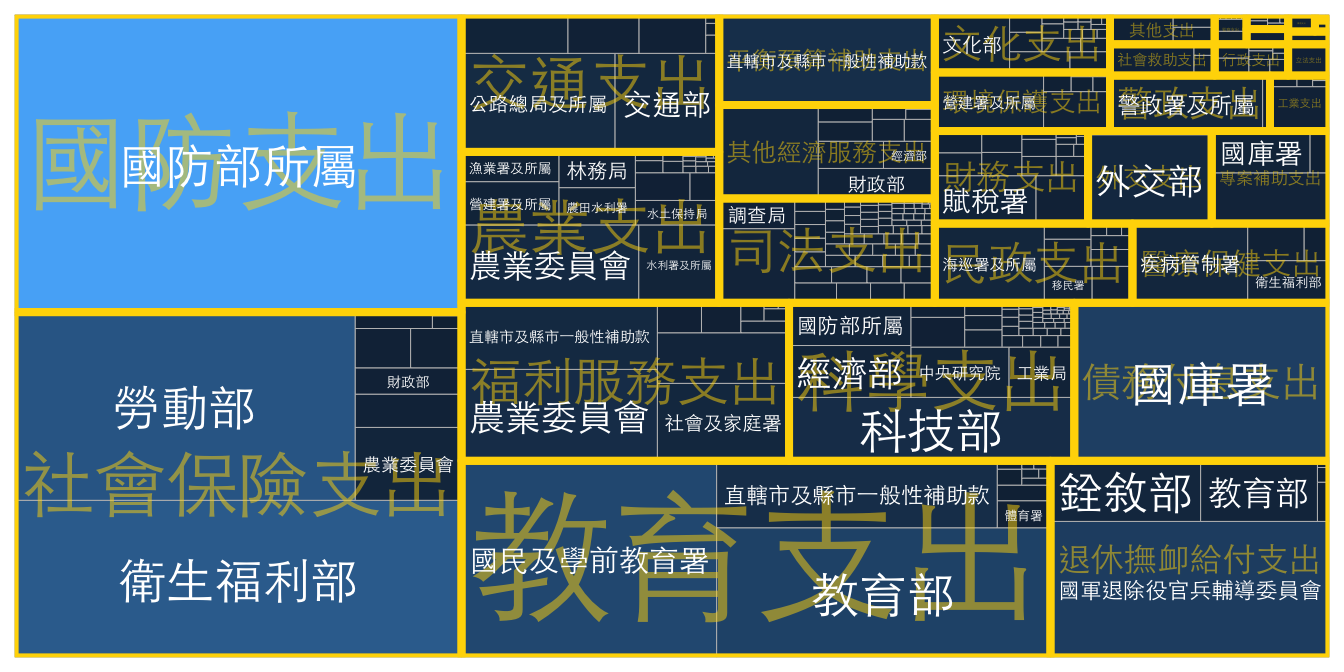 國防支出
國防部所屬
社會保險支出
勞動部
財政部
農業委員會
衛生福利部
交通支出
公路總局及所屬
交通部
農業支出
漁業署及所屬
林務局
營建署及所屬
農田水利署
水土保持局
農業委員會
水利署及所屬
平衡預算補助支出
直轄市及縣市一般性補助款
其他經濟服務支出
經濟部
財政部
司法支出
調查局
文化支出
文化部
環境保護支出
營建署及所屬
財務支出
賦稅署
外交部
民政支出
海巡署及所屬
移民署
其他支出
社會救助支出
行政支出
立法支出
警政支出
警政署及所屬
工業支出
國庫署
專案補助支出
醫療保健支出
疾病管制署
衛生福利部
福利服務支出
直轄市及縣市一般性補助款
農業委員會
社會及家庭署
科學支出
國防部所屬
經濟部
中央研究院
工業局
科技部
國庫署
教育支出
直轄市及縣市一般性補助款
體育署
國民及學前教育署
教育部
銓敘部
教育部
退休撫卹給付支出
國軍退除役官兵輔導委員會